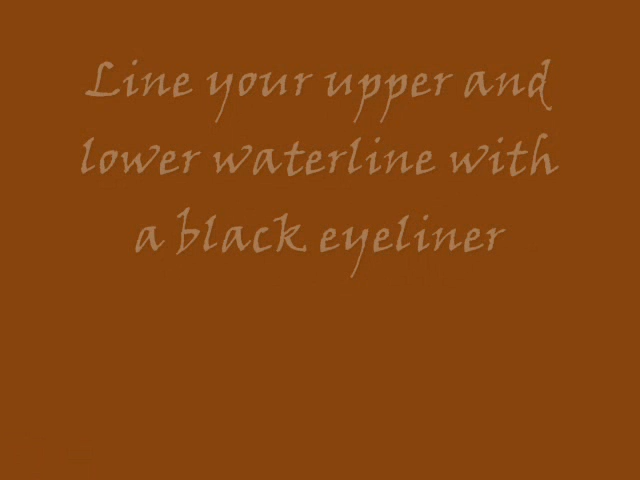 Line your upper and
lower waterline with
a black eyeliner